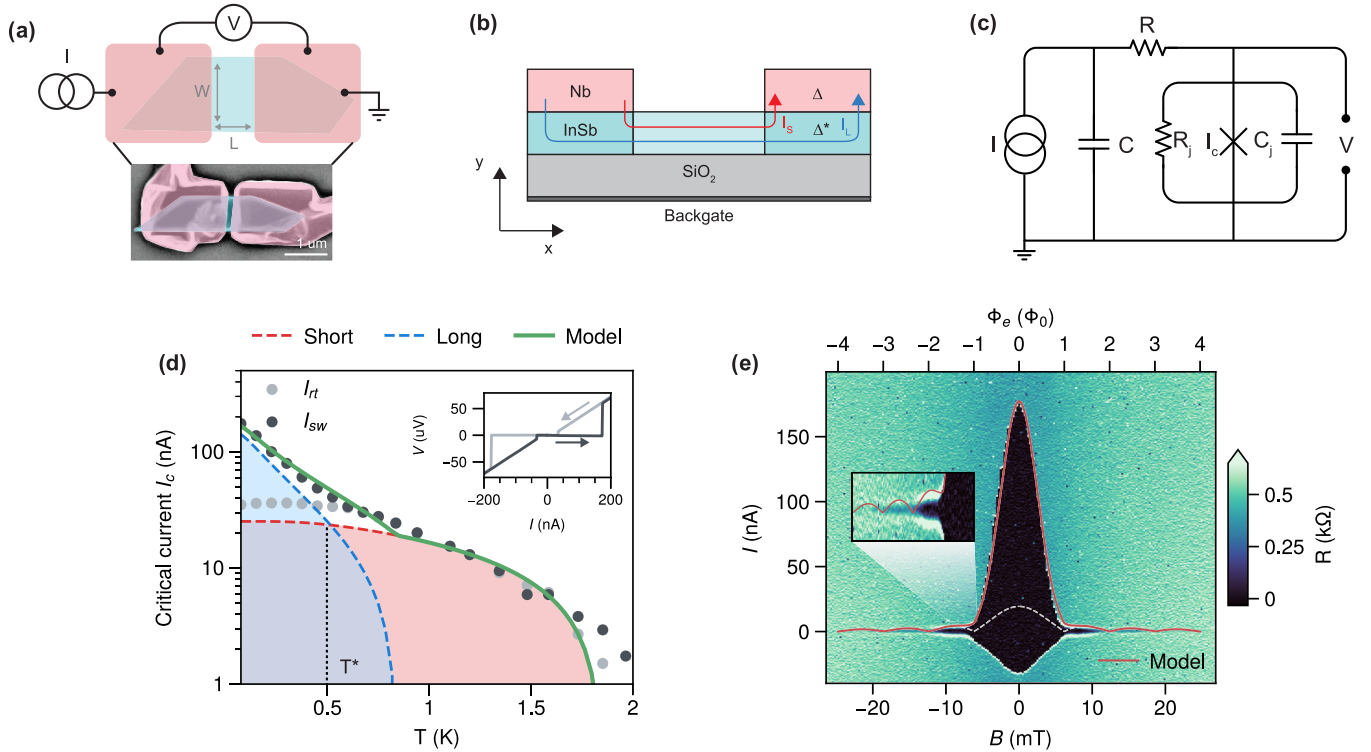 (a)
V
I
W
L
1 um
(b)
Nb
Δ
InSb
I_S
Δ*
I_L
SiO₂
y
x
Backgate
(c)
R
I
C
R_j
I_c
C_j
V
Short
Long
Model
(d)
I_rt
I_sw
Critical current I_c (nA)
100
10
1
T*
0.5
1
1.5
2
T (K)
50
0
−50
V (uV)
−200
0
200
I (nA)
(e)
Φ_e (Φ_0)
−4 −3 −2 −1 0 1 2 3 4
150
100
50
0
I (nA)
Model
−20 −10 0 10 20
B (mT)
0.5
0.25
0
R (kΩ)